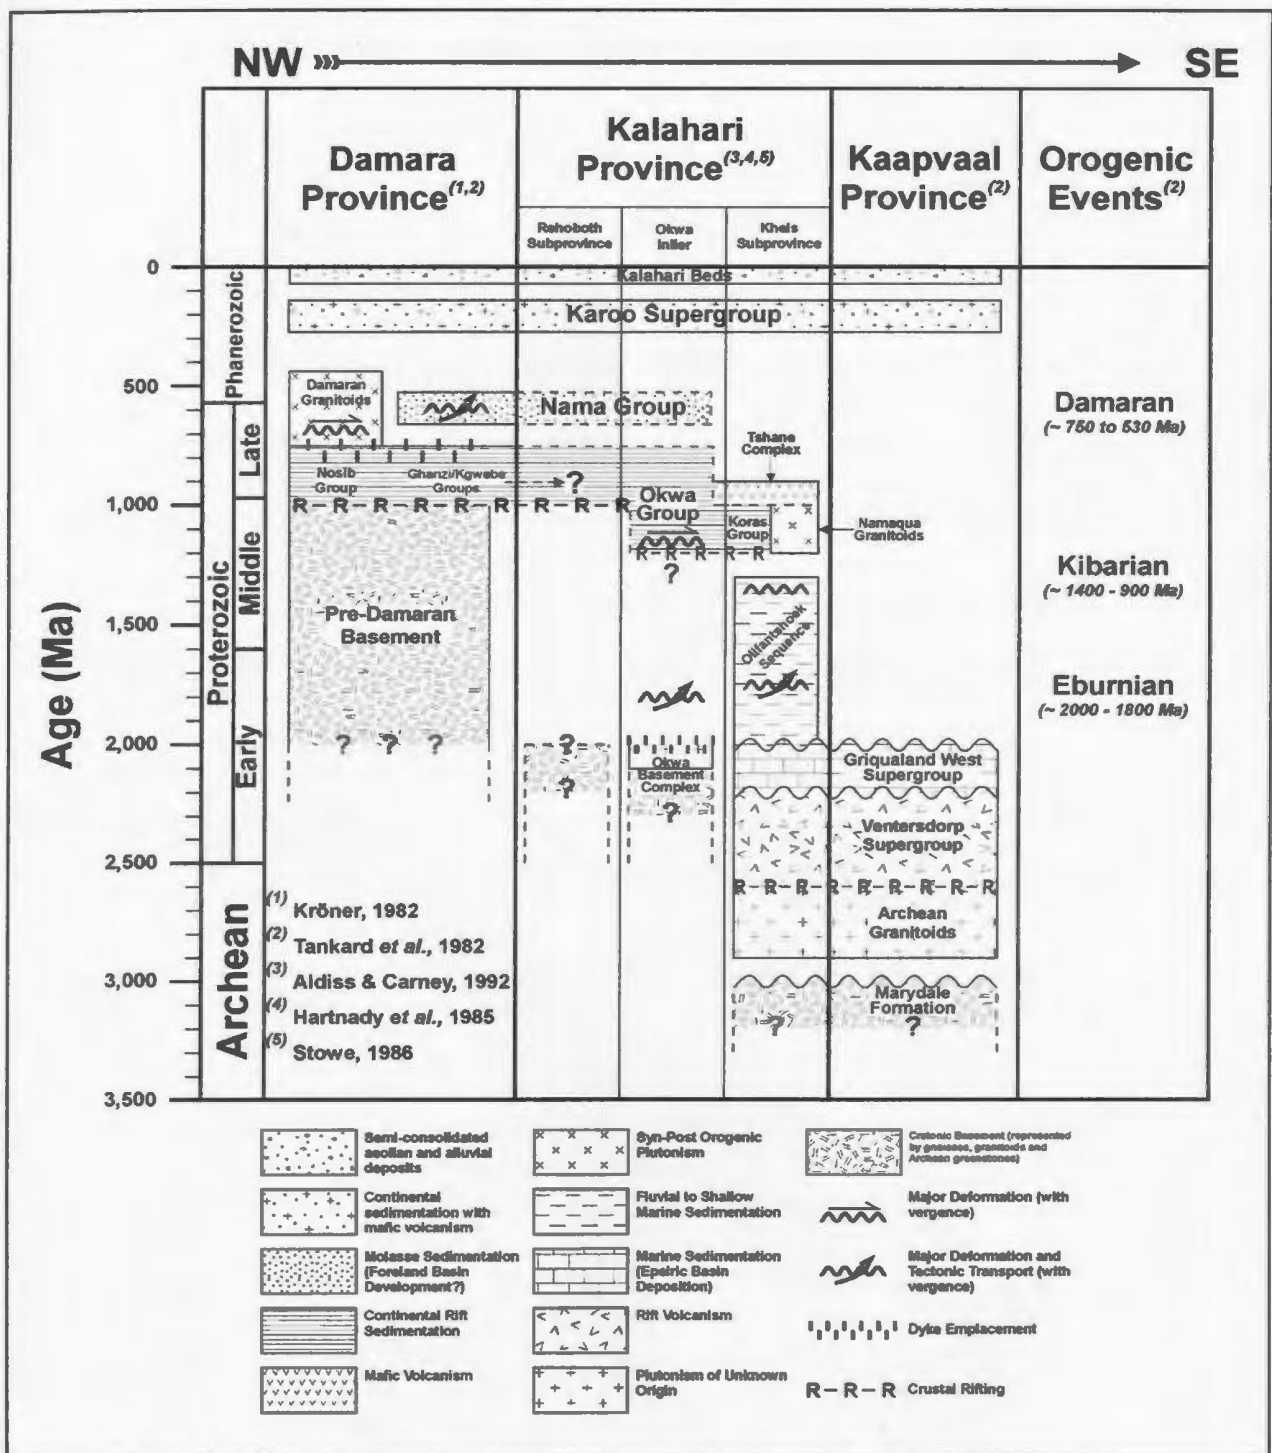 NW
SE
Damara
Province(1,2)
Kalahari
Province(3,4,5)
Kaapvaal
Province(2)
Orogenic
Events(2)
Rehoboth
Subprovince
Okwa
Inlier
Kheis
Subprovince
Age (Ma)
0
500
1,000
1,500
2,000
2,500
3,000
3,500
Phanerozoic
Proterozoic
Late
Middle
Early
Archean
Kalahari Beds
Karoo Supergroup
Damaran
Granitoids
Nama Group
Nosib
Group
Ghanzi/Kgwebe
Groups
?
R–R–R–R–R–R–R–R–R
Okwa
Group
R–R–R–R–R
?
Tshane
Complex
Koras
Group
Namaqua
Granitoids
Pre-Damaran
Basement
? ? ?
Olifantshoek
Sequence
?
?
Okwa
Basement
Complex
?
Griqualand West
Supergroup
Ventersdorp
Supergroup
R–R–R–R–R–R–R–R–R
Archean
Granitoids
Marydale
Formation
? ?
Damaran
(~ 750 to 530 Ma)
Kibarian
(~ 1400 - 900 Ma)
Eburnian
(~ 2000 - 1800 Ma)
(1) Kröner, 1982
(2) Tankard et al., 1982
(3) Aldiss & Carney, 1992
(4) Hartnady et al., 1985
(5) Stowe, 1986
Semi-consolidated
aeolian and alluvial
deposits
Continental
sedimentation with
mafic volcanism
Molasse Sedimentation
(Foreland Basin
Development?)
Continental Rift
Sedimentation
Mafic Volcanism
Syn-Post Orogenic
Plutonism
Fluvial to Shallow
Marine Sedimentation
Marine Sedimentation
(Epeiric Basin
Deposition)
Rift Volcanism
Plutonism of Unknown
Origin
Cratonic Basement (represented
by gneisses, granitoids and
Archean greenstones)
Major Deformation (with
vergence)
Major Deformation and
Tectonic Transport (with
vergence)
Dyke Emplacement
R–R–R Crustal Rifting